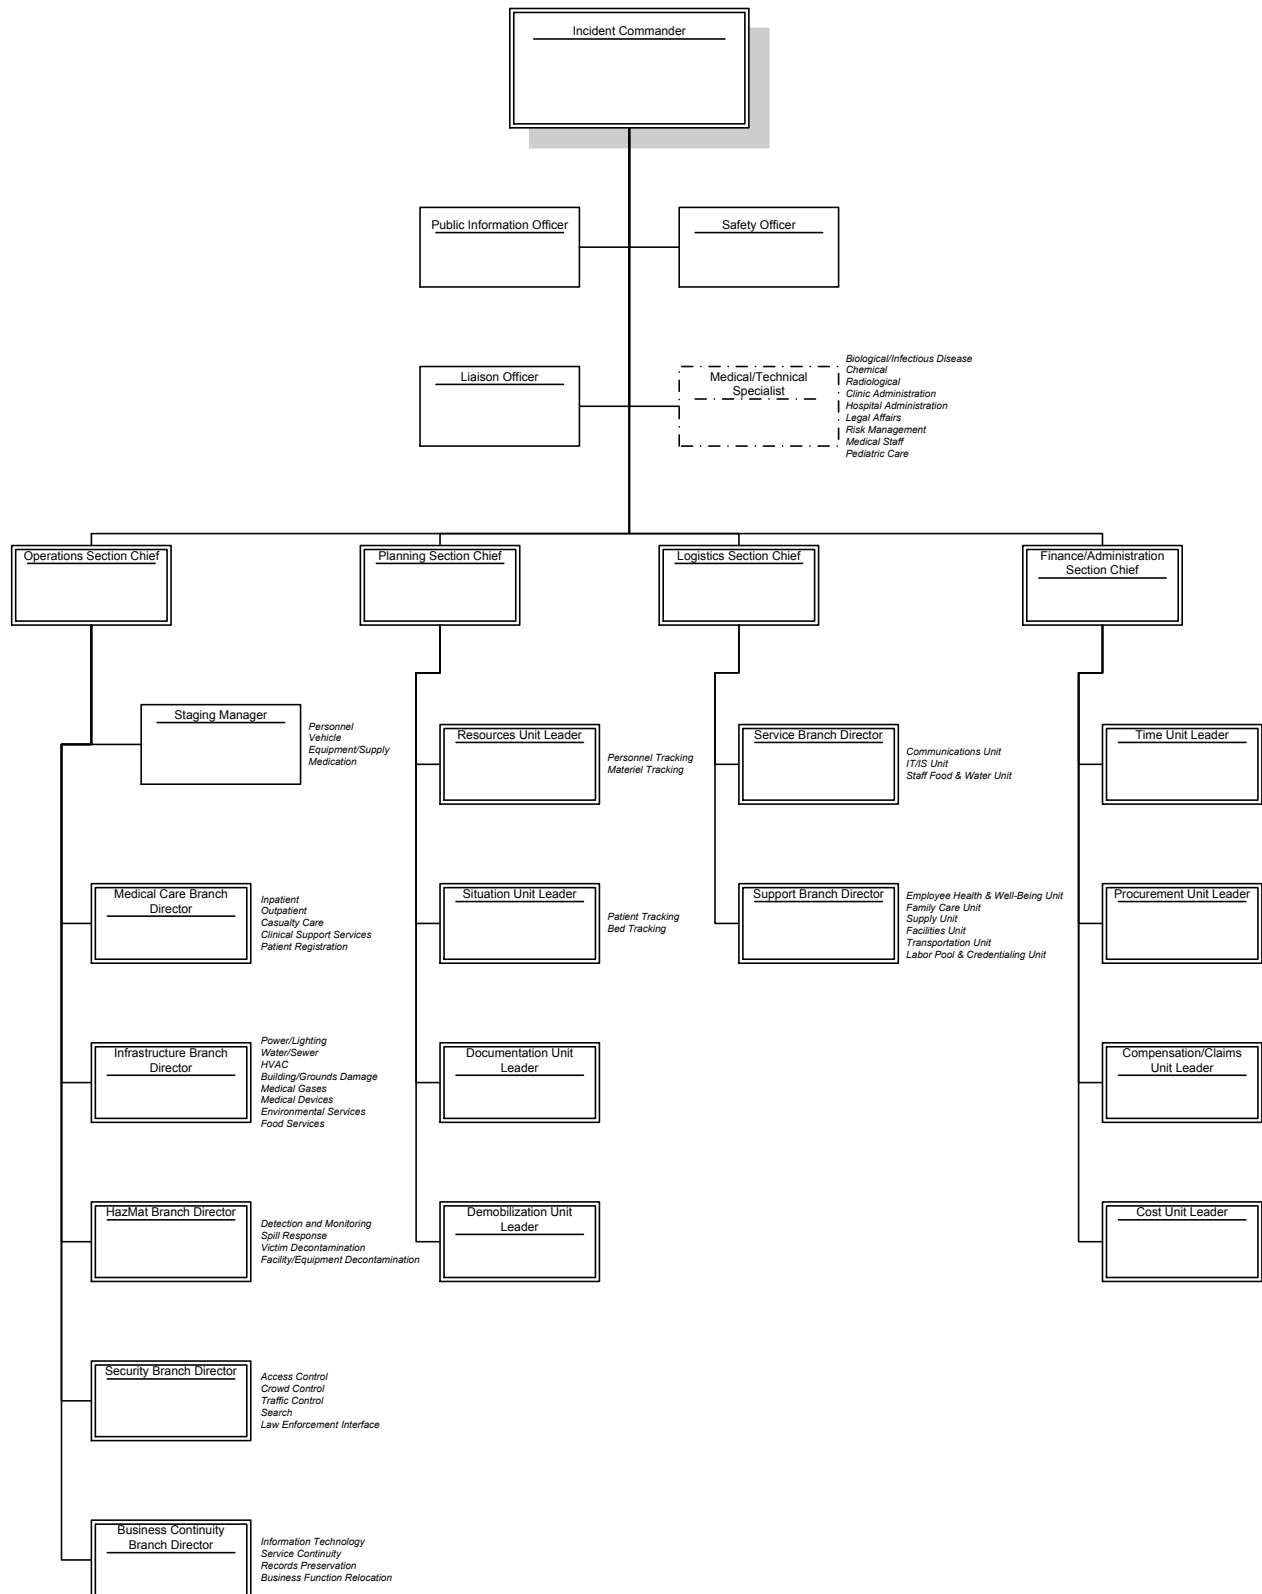 Incident Commander
Public Information Officer
Safety Officer
Liaison Officer
Medical/Technical
Specialist
Biological/Infectious Disease
Chemical
Radiological
Clinic Administration
Hospital Administration
Legal Affairs
Risk Management
Medical Staff
Pediatric Care
Operations Section Chief
Planning Section Chief
Logistics Section Chief
Finance/Administration
Section Chief
Staging Manager
Personnel
Vehicle
Equipment/Supply
Medication
Resources Unit Leader
Personnel Tracking
Materiel Tracking
Service Branch Director
Communications Unit
IT/IS Unit
Staff Food & Water Unit
Time Unit Leader
Medical Care Branch
Director
Inpatient
Outpatient
Casualty Care
Clinical Support Services
Patient Registration
Situation Unit Leader
Patient Tracking
Bed Tracking
Support Branch Director
Employee Health & Well-Being Unit
Family Care Unit
Supply Unit
Facilities Unit
Transportation Unit
Labor Pool & Credentialing Unit
Procurement Unit Leader
Infrastructure Branch
Director
Power/Lighting
Water/Sewer
HVAC
Building/Grounds Damage
Medical Gases
Medical Devices
Environmental Services
Food Services
Documentation Unit
Leader
Compensation/Claims
Unit Leader
HazMat Branch Director
Detection and Monitoring
Spill Response
Victim Decontamination
Facility/Equipment Decontamination
Demobilization Unit
Leader
Cost Unit Leader
Security Branch Director
Access Control
Crowd Control
Traffic Control
Search
Law Enforcement Interface
Business Continuity
Branch Director
Information Technology
Service Continuity
Records Preservation
Business Function Relocation